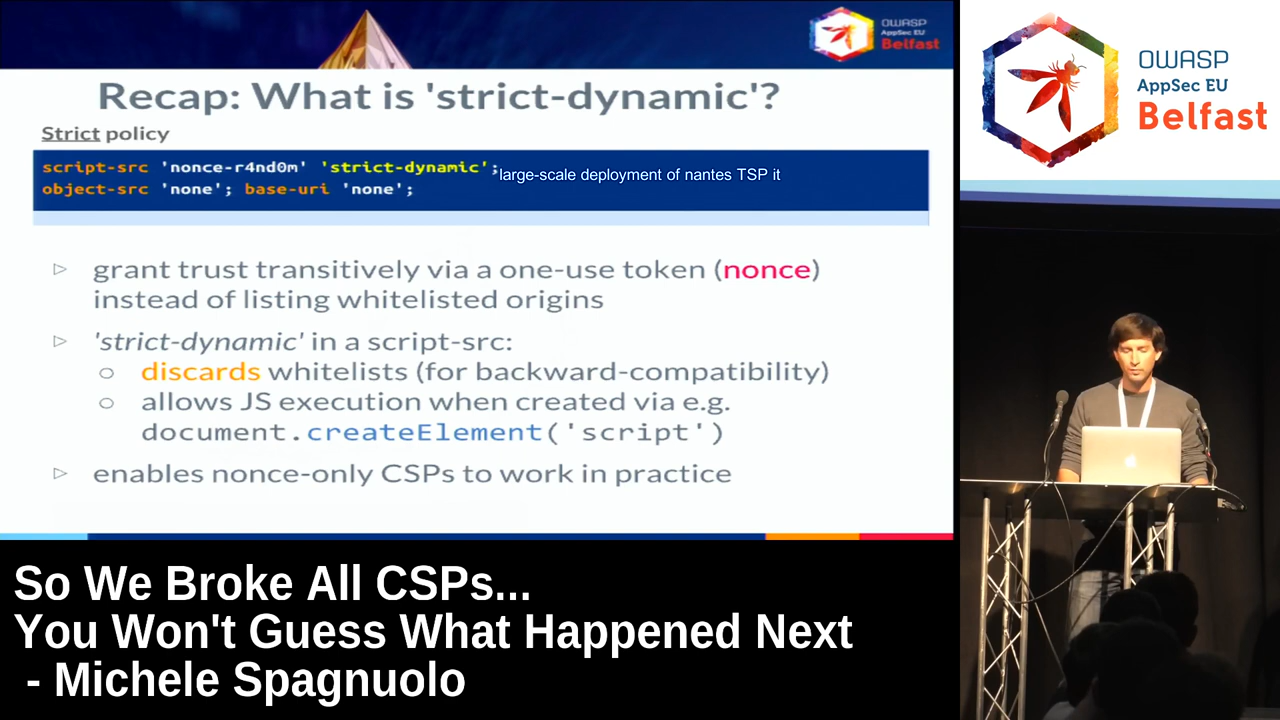 OWASP
AppSec EU
Belfast
Recap: What is 'strict-dynamic'?
Strict policy
script-src 'nonce-r4nd0m' 'strict-dynamic';
object-src 'none'; base-uri 'none';
large-scale deployment of nantes TSP it
▷ grant trust transitively via a one-use token (nonce)
instead of listing whitelisted origins
▷ 'strict-dynamic' in a script-src:
○ discards whitelists (for backward-compatibility)
○ allows JS execution when created via e.g.
document.createElement('script')
▷ enables nonce-only CSPs to work in practice
OWASP
AppSec EU
Belfast
So We Broke All CSPs...
You Won't Guess What Happened Next
- Michele Spagnuolo